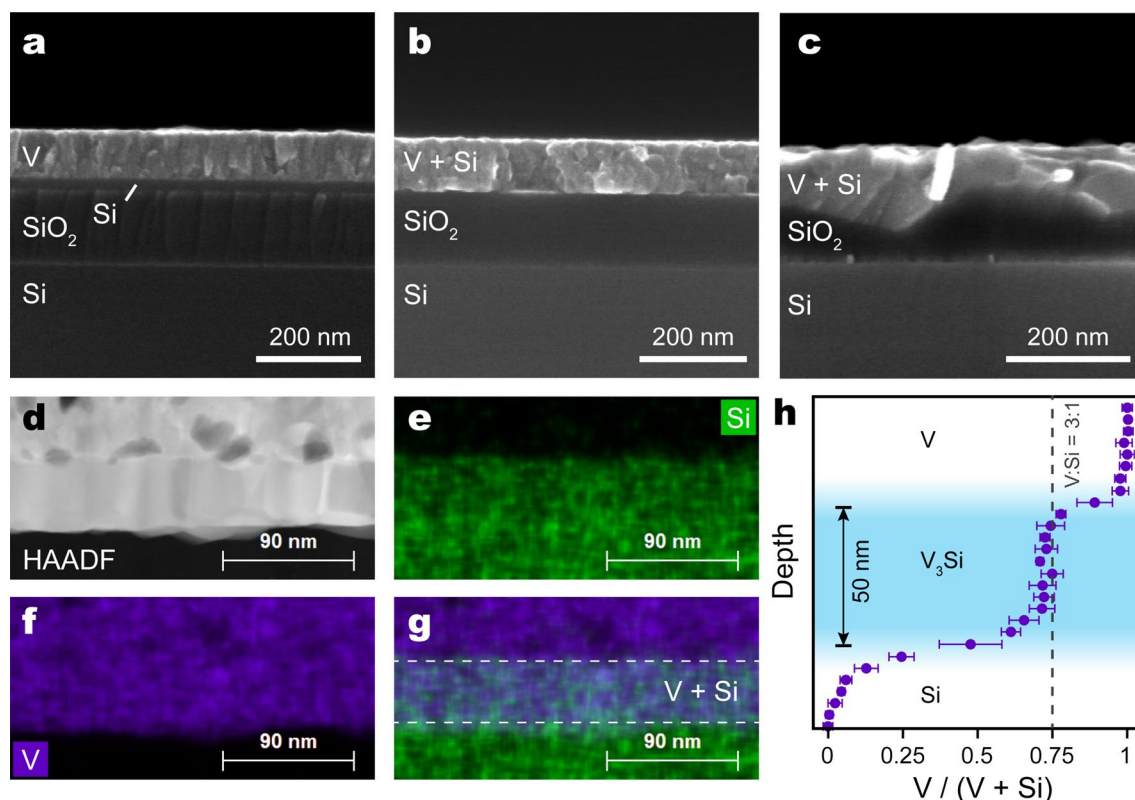 a
V
Si
SiO₂
Si
200 nm
b
V + Si
SiO₂
Si
200 nm
c
V + Si
SiO₂
Si
200 nm
d
HAADF
90 nm
e
Si
90 nm
f
V
90 nm
g
V + Si
90 nm
h
V
V:Si = 3:1
50 nm
V₃Si
Si
Depth
0
0.25
0.50
0.75
1
V / (V + Si)